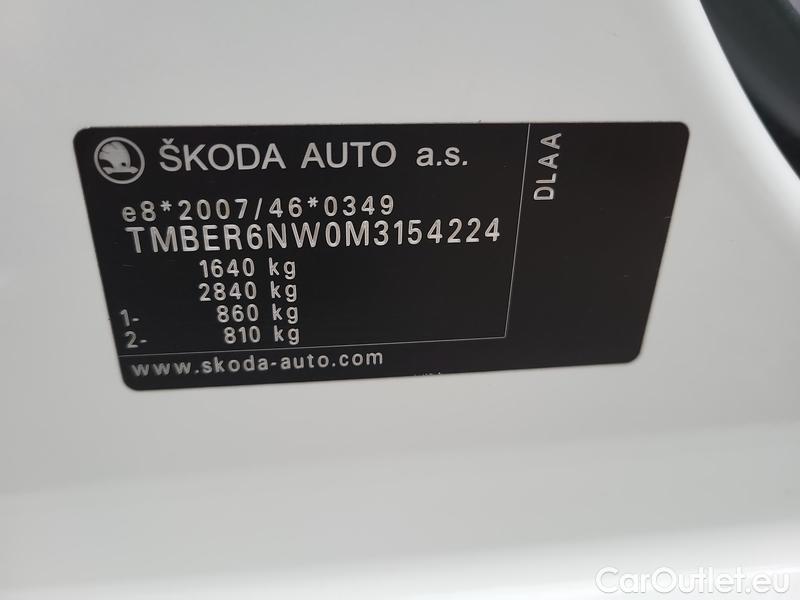 ŠKODA AUTO a.s.
e8*2007/46*0349
TMBER6NW0M3154224
1640 kg
2840 kg
1- 860 kg
2- 810 kg
www.skoda-auto.com
DLAA
CarOutlet.eu